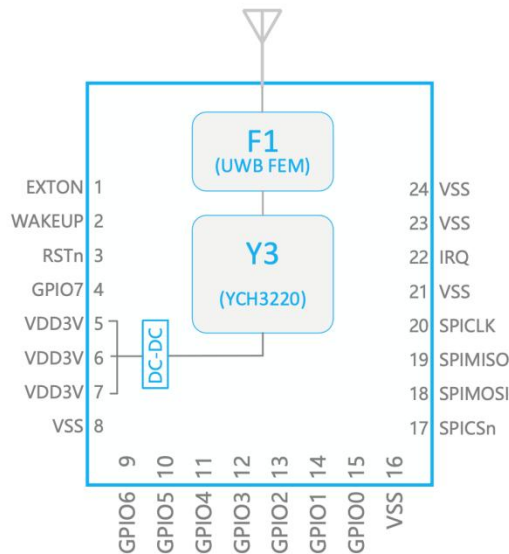 F1
(UWB FEM)
Y3
(YCH3220)
DC-DC
EXTON 1
WAKEUP 2
RSTn 3
GPIO7 4
VDD3V 5
VDD3V 6
VDD3V 7
VSS 8
9 GPIO6
10 GPIO5
11 GPIO4
12 GPIO3
13 GPIO2
14 GPIO1
15 GPIO0
16 VSS
24 VSS
23 VSS
22 IRQ
21 VSS
20 SPICLK
19 SPIMISO
18 SPIMOSI
17 SPICSn